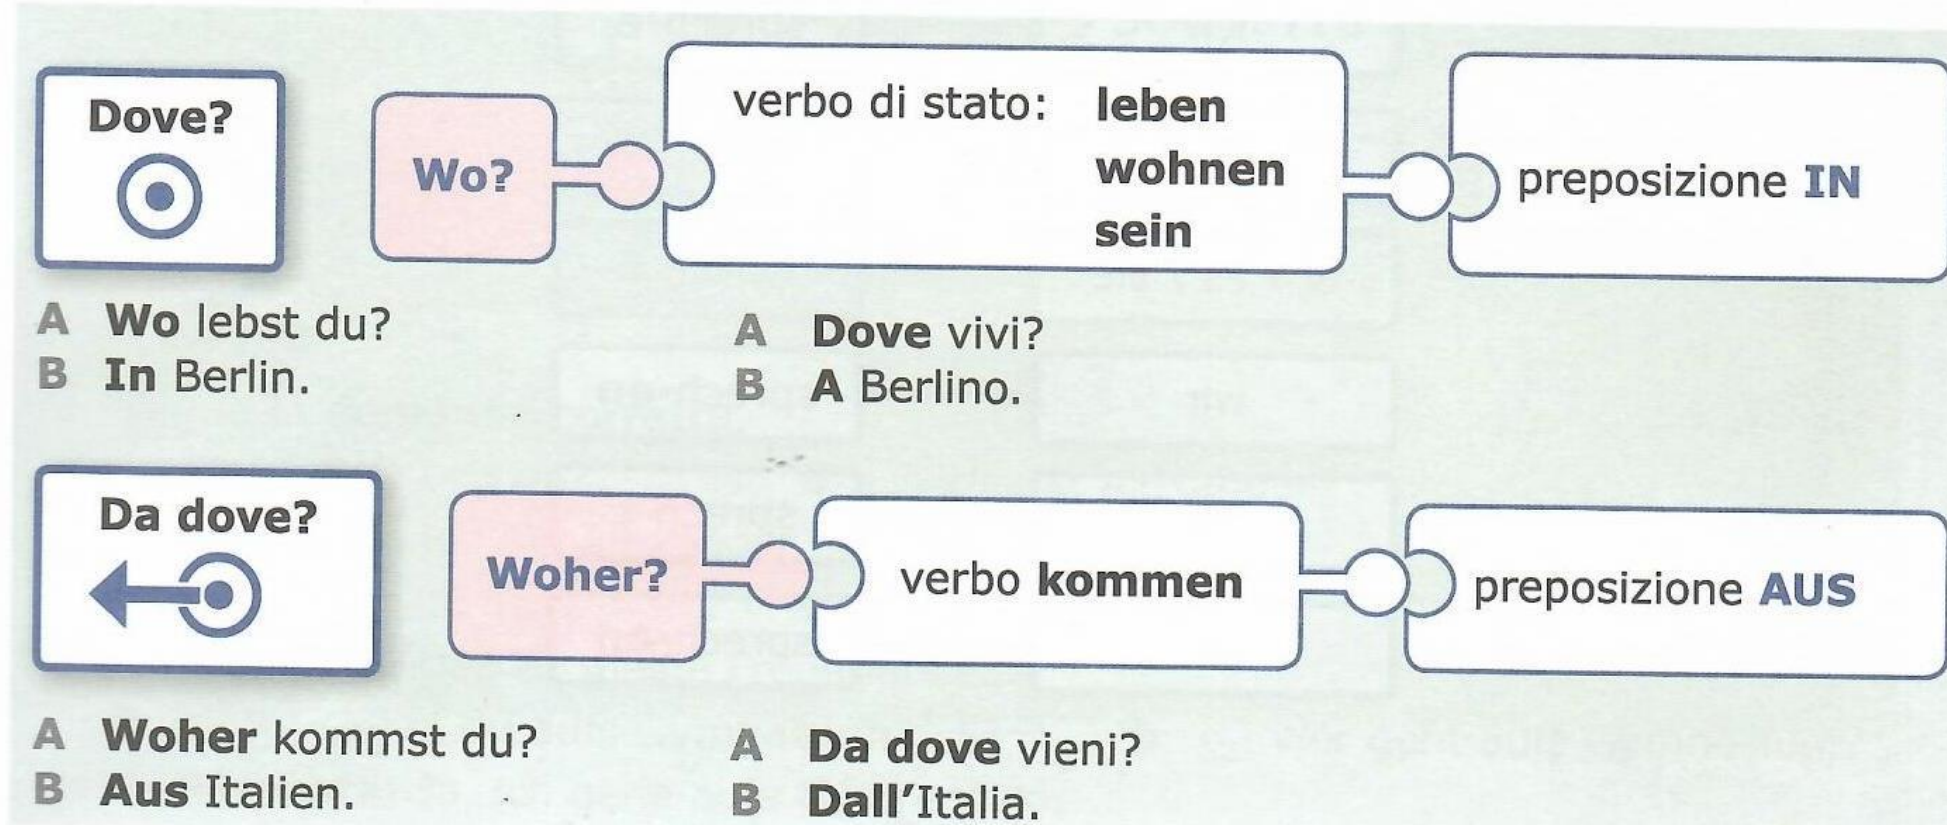 Dove?
Wo?
verbo di stato: leben
wohnen
sein
preposizione IN
A Wo lebst du?
B In Berlin.
A Dove vivi?
B A Berlino.
Da dove?
Woher?
verbo kommen
preposizione AUS
A Woher kommst du?
B Aus Italien.
A Da dove vieni?
B Dall'Italia.